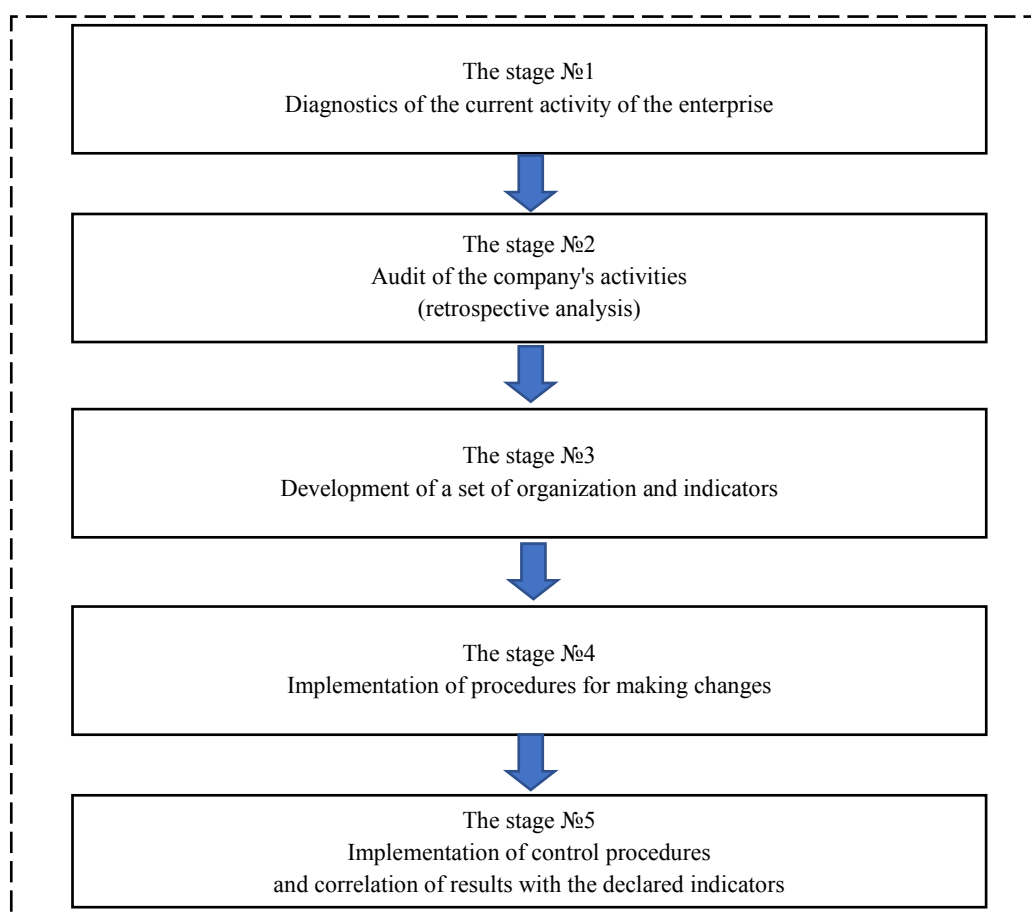 The stage №1
Diagnostics of the current activity of the enterprise
The stage №2
Audit of the company's activities
(retrospective analysis)
The stage №3
Development of a set of organization and indicators
The stage №4
Implementation of procedures for making changes
The stage №5
Implementation of control procedures
and correlation of results with the declared indicators